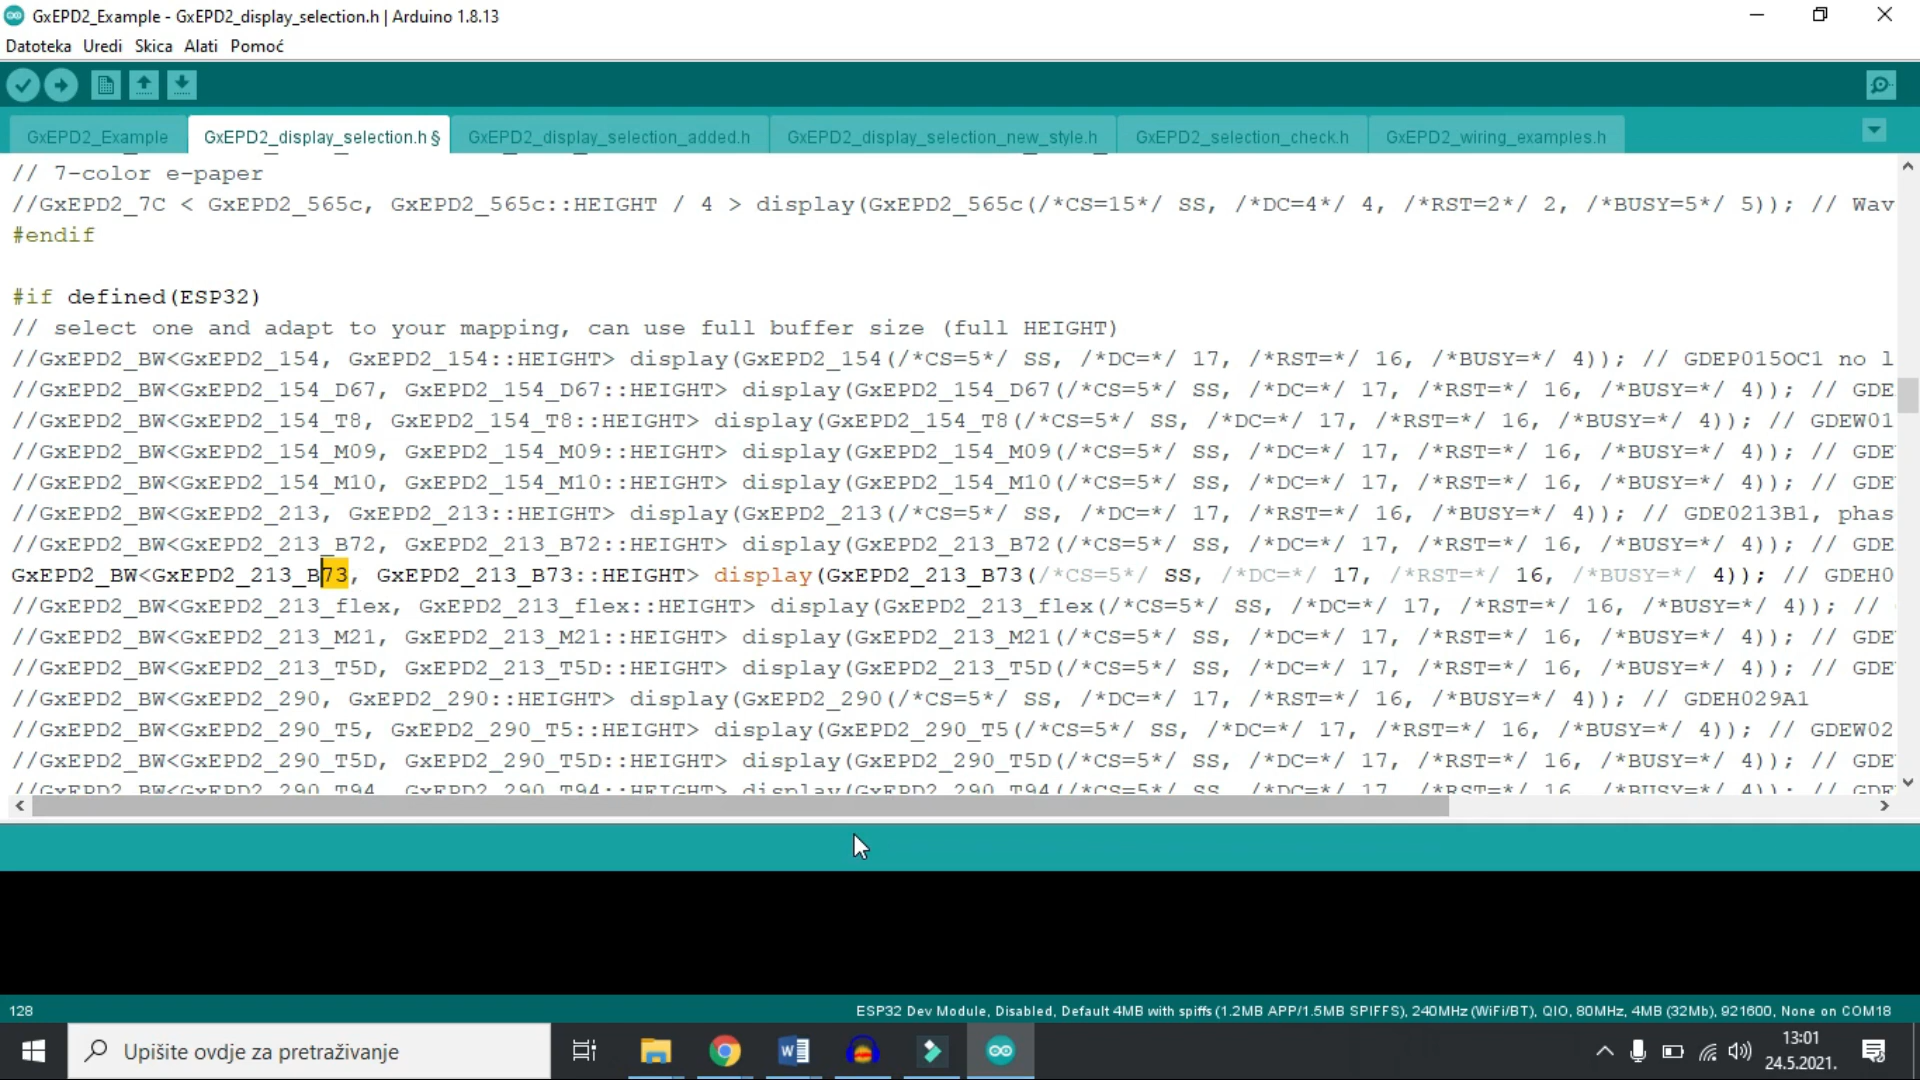 GxEPD2_Example - GxEPD2_display_selection.h | Arduino 1.8.13
Datoteka Uredi Skica Alati Pomoć
GxEPD2_Example GxEPD2_display_selection.h § GxEPD2_display_selection_added.h GxEPD2_display_selection_new_style.h GxEPD2_selection_check.h GxEPD2_wiring_examples.h
// 7-color e-paper
//GxEPD2_7C < GxEPD2_565c, GxEPD2_565c::HEIGHT / 4 > display(GxEPD2_565c(/*CS=15*/ SS, /*DC=4*/ 4, /*RST=2*/ 2, /*BUSY=5*/ 5)); // Wav
#endif
#if defined(ESP32)
// select one and adapt to your mapping, can use full buffer size (full HEIGHT)
//GxEPD2_BW<GxEPD2_154, GxEPD2_154::HEIGHT> display(GxEPD2_154(/*CS=5*/ SS, /*DC=*/ 17, /*RST=*/ 16, /*BUSY=*/ 4)); // GDEP015OC1 no l
//GxEPD2_BW<GxEPD2_154_D67, GxEPD2_154_D67::HEIGHT> display(GxEPD2_154_D67(/*CS=5*/ SS, /*DC=*/ 17, /*RST=*/ 16, /*BUSY=*/ 4)); // GDE
//GxEPD2_BW<GxEPD2_154_T8, GxEPD2_154_T8::HEIGHT> display(GxEPD2_154_T8(/*CS=5*/ SS, /*DC=*/ 17, /*RST=*/ 16, /*BUSY=*/ 4)); // GDEW01
//GxEPD2_BW<GxEPD2_154_M09, GxEPD2_154_M09::HEIGHT> display(GxEPD2_154_M09(/*CS=5*/ SS, /*DC=*/ 17, /*RST=*/ 16, /*BUSY=*/ 4)); // GDE
//GxEPD2_BW<GxEPD2_154_M10, GxEPD2_154_M10::HEIGHT> display(GxEPD2_154_M10(/*CS=5*/ SS, /*DC=*/ 17, /*RST=*/ 16, /*BUSY=*/ 4)); // GDE
//GxEPD2_BW<GxEPD2_213, GxEPD2_213::HEIGHT> display(GxEPD2_213(/*CS=5*/ SS, /*DC=*/ 17, /*RST=*/ 16, /*BUSY=*/ 4)); // GDE0213B1, phas
//GxEPD2_BW<GxEPD2_213_B72, GxEPD2_213_B72::HEIGHT> display(GxEPD2_213_B72(/*CS=5*/ SS, /*DC=*/ 17, /*RST=*/ 16, /*BUSY=*/ 4)); // GDE
GxEPD2_BW<GxEPD2_213_B73, GxEPD2_213_B73::HEIGHT> display(GxEPD2_213_B73(/*CS=5*/ SS, /*DC=*/ 17, /*RST=*/ 16, /*BUSY=*/ 4)); // GDEH0
//GxEPD2_BW<GxEPD2_213_flex, GxEPD2_213_flex::HEIGHT> display(GxEPD2_213_flex(/*CS=5*/ SS, /*DC=*/ 17, /*RST=*/ 16, /*BUSY=*/ 4)); //
//GxEPD2_BW<GxEPD2_213_M21, GxEPD2_213_M21::HEIGHT> display(GxEPD2_213_M21(/*CS=5*/ SS, /*DC=*/ 17, /*RST=*/ 16, /*BUSY=*/ 4)); // GDE
//GxEPD2_BW<GxEPD2_213_T5D, GxEPD2_213_T5D::HEIGHT> display(GxEPD2_213_T5D(/*CS=5*/ SS, /*DC=*/ 17, /*RST=*/ 16, /*BUSY=*/ 4)); // GDE
//GxEPD2_BW<GxEPD2_290, GxEPD2_290::HEIGHT> display(GxEPD2_290(/*CS=5*/ SS, /*DC=*/ 17, /*RST=*/ 16, /*BUSY=*/ 4)); // GDEH029A1
//GxEPD2_BW<GxEPD2_290_T5, GxEPD2_290_T5::HEIGHT> display(GxEPD2_290_T5(/*CS=5*/ SS, /*DC=*/ 17, /*RST=*/ 16, /*BUSY=*/ 4)); // GDEW02
//GxEPD2_BW<GxEPD2_290_T5D, GxEPD2_290_T5D::HEIGHT> display(GxEPD2_290_T5D(/*CS=5*/ SS, /*DC=*/ 17, /*RST=*/ 16, /*BUSY=*/ 4)); // GDE
//GxEPD2_BW<GxEPD2_290_T94, GxEPD2_290_T94::HEIGHT> display(GxEPD2_290_T94(/*CS=5*/ SS, /*DC=*/ 17, /*RST=*/ 16, /*BUSY=*/ 4)); // GDE
128 ESP32 Dev Module, Disabled, Default 4MB with spiffs (1.2MB APP/1.5MB SPIFFS), 240MHz (WiFi/BT), QIO, 80MHz, 4MB (32Mb), 921600, None on COM18
Upišite ovdje za pretraživanje
13:01
24.5.2021.